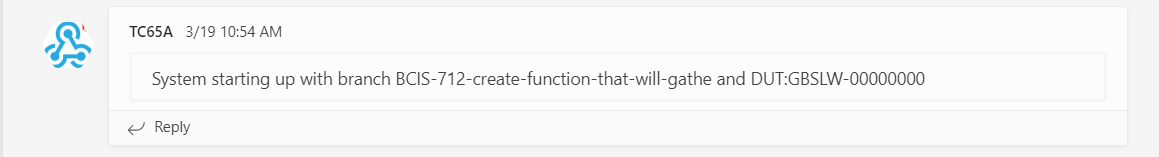 TC65A 3/19 10:54 AM
System starting up with branch BCIS-712-create-function-that-will-gathe and DUT:GBSLW-00000000
Reply